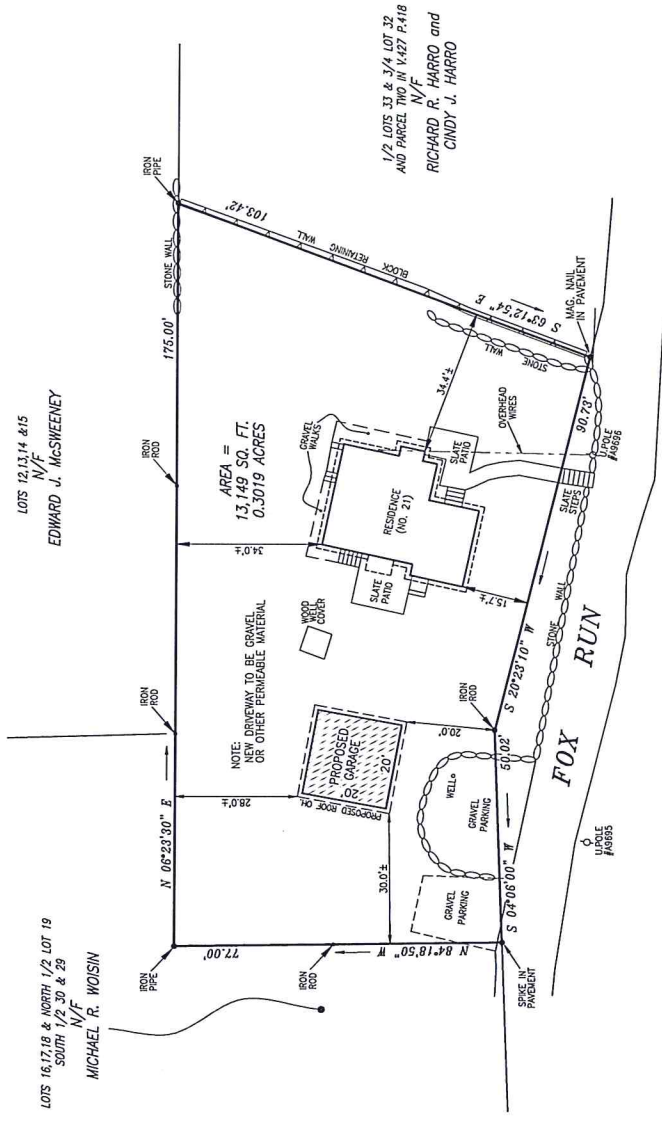 LOTS 12,13,14 &15
N/F
EDWARD J. McSWEENEY
LOTS 16,17,18 & NORTH 1/2 LOT 19
SOUTH 1/2 30 & 29
N/F
MICHAEL R. WOISIN
1/2 LOTS 33 & 3/4 LOT 32
AND PARCEL TWO IN V.427 P.418
N/F
RICHARD R. HARRO and
CINDY J. HARRO
IRON
PIPE
N 06°23'30" E
IRON
ROD
IRON
ROD
175.00'
STONE WALL
IRON
PIPE
103.42'
BLOCK RETAINING WALL
S 63°12'54" E
STONE WALL
MAG. NAIL
IN PAVEMENT
AREA =
13,149 SQ. FT.
0.3019 ACRES
GRAVEL
WALKS
34.0'±
34.4'±
RESIDENCE
(NO. 21)
SLATE
PATIO
SLATE
PATIO
OVERHEAD
WIRES
WOOD
WELL
COVER
NOTE:
NEW DRIVEWAY TO BE GRAVEL
OR OTHER PERMEABLE MATERIAL
28.0'±
PROPOSED
GARAGE
20'
20'
PROPOSED ROOF OH.
20.0'
30.0'±
15.7'±
IRON
ROD
S 20°23'10" W
90.73'
SLATE
STEPS
U.POLE
#A9696
STONE WALL
77.00'
N 84°18'50" W
IRON
ROD
GRAVEL
PARKING
WELL
GRAVEL
PARKING
50.02'
S 04°06'00" W
SPIKE IN
PAVEMENT
FOX RUN
U.POLE
#A9695